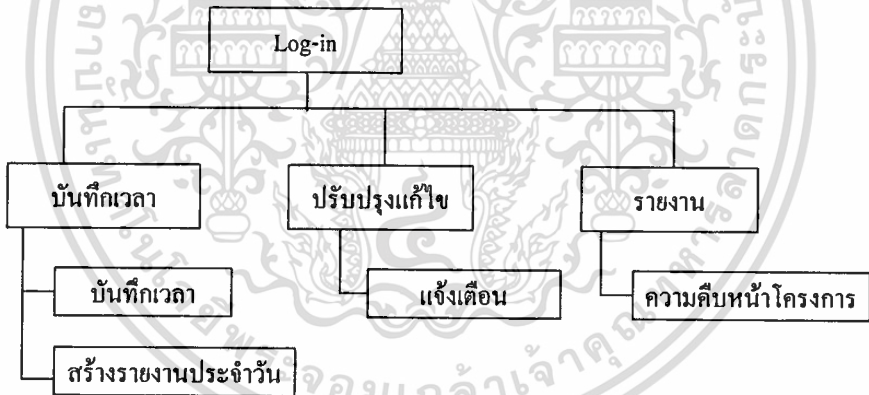 Log-in
บันทึกเวลา
ปรับปรุงแก้ไข
รายงาน
บันทึกเวลา
แจ้งเตือน
ความคืบหน้าโครงการ
สร้างรายงานประจำวัน